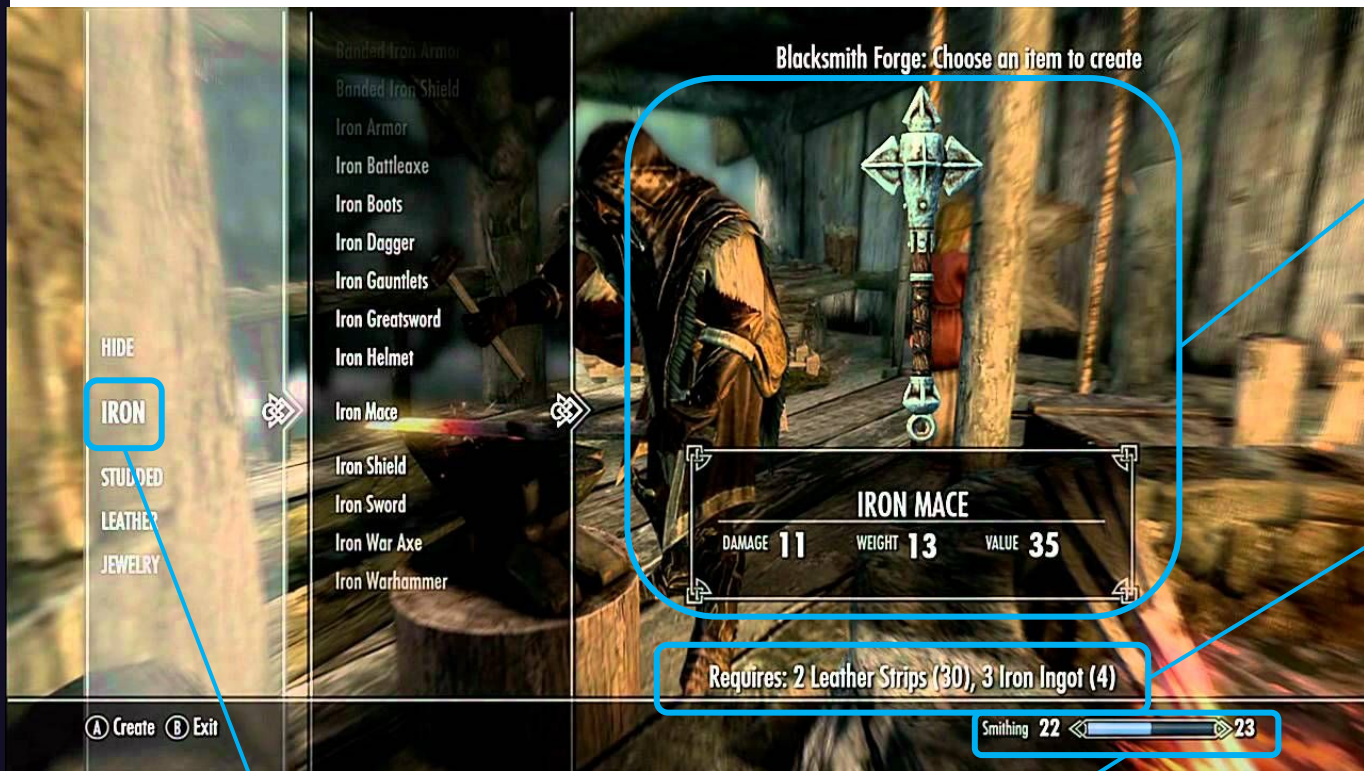 Blacksmith Forge: Choose an item to create
HIDE
IRON
STUDDED
LEATHER
JEWELRY
Banded Iron Armor
Banded Iron Shield
Iron Armor
Iron Battleaxe
Iron Boots
Iron Dagger
Iron Gauntlets
Iron Greatsword
Iron Helmet
Iron Mace
Iron Shield
Iron Sword
Iron War Axe
Iron Warhammer
IRON MACE
DAMAGE 11 WEIGHT 13 VALUE 35
Requires: 2 Leather Strips (30), 3 Iron Ingot (4)
A Create B Exit
Smithing 22 23